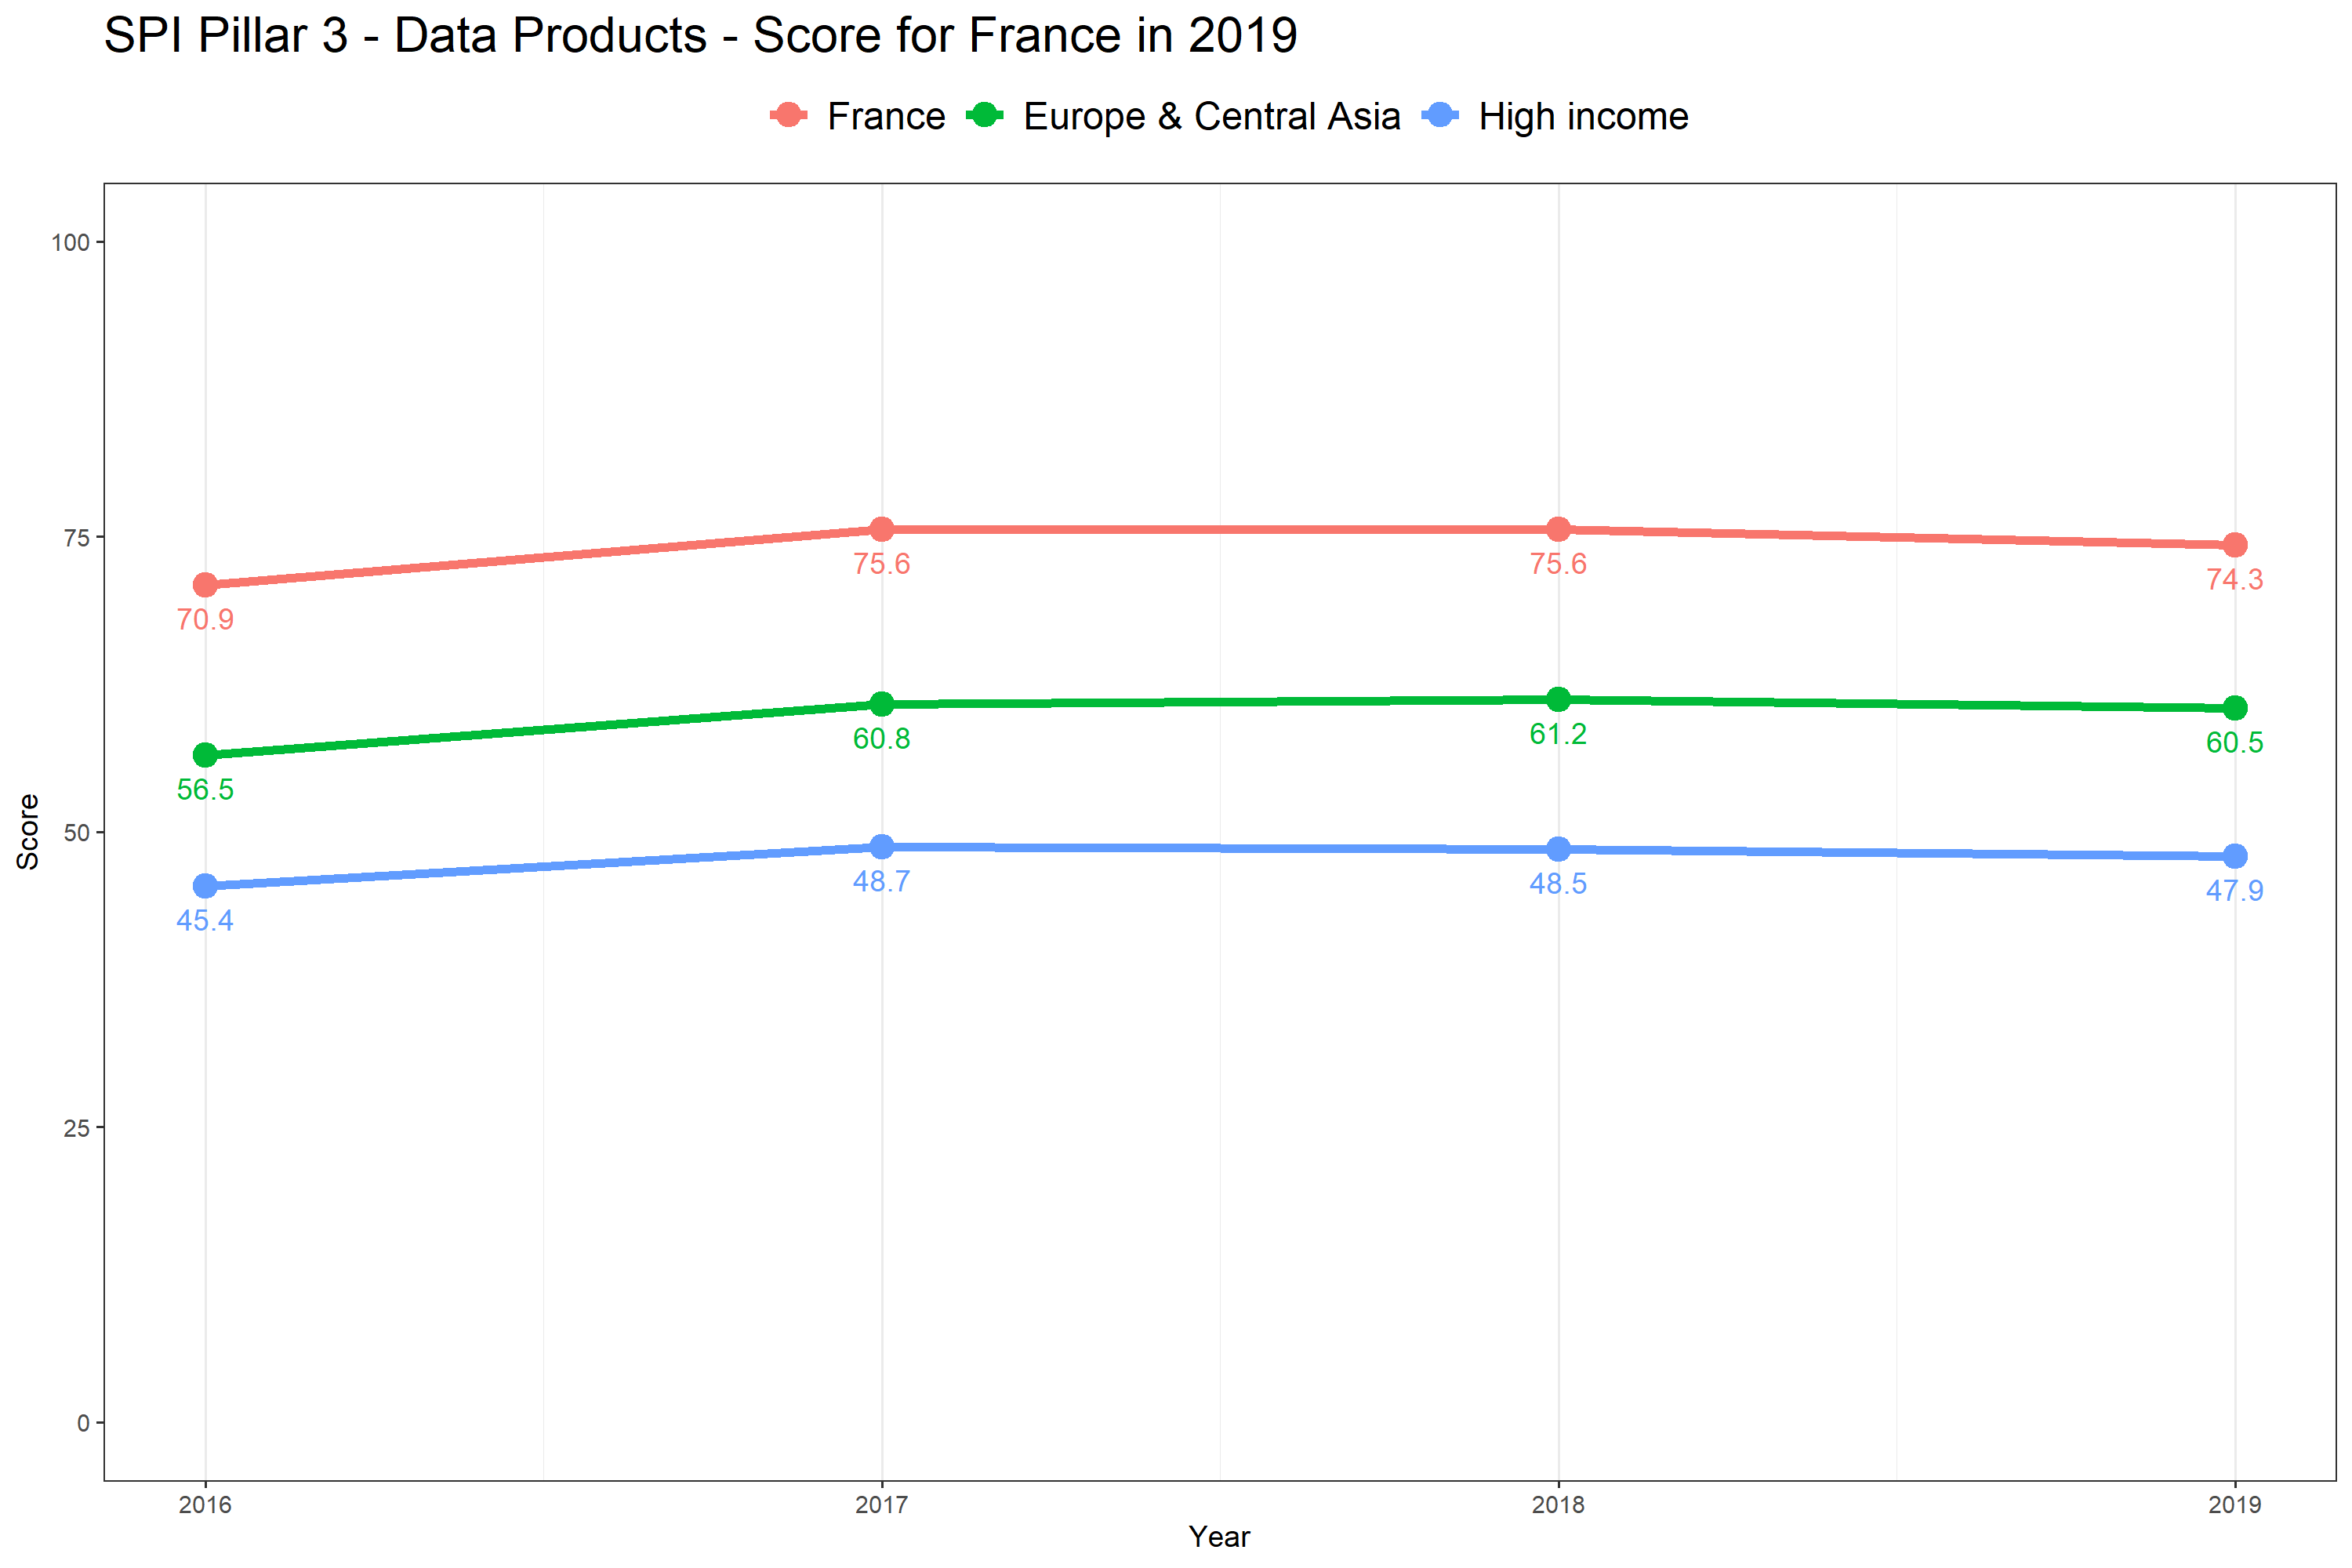 SPI Pillar 3 - Data Products - Score for France in 2019
France Europe & Central Asia High income
100
75
50
25
0
Score
70.9 75.6 75.6 74.3
56.5 60.8 61.2 60.5
45.4 48.7 48.5 47.9
2016 2017 2018 2019
Year